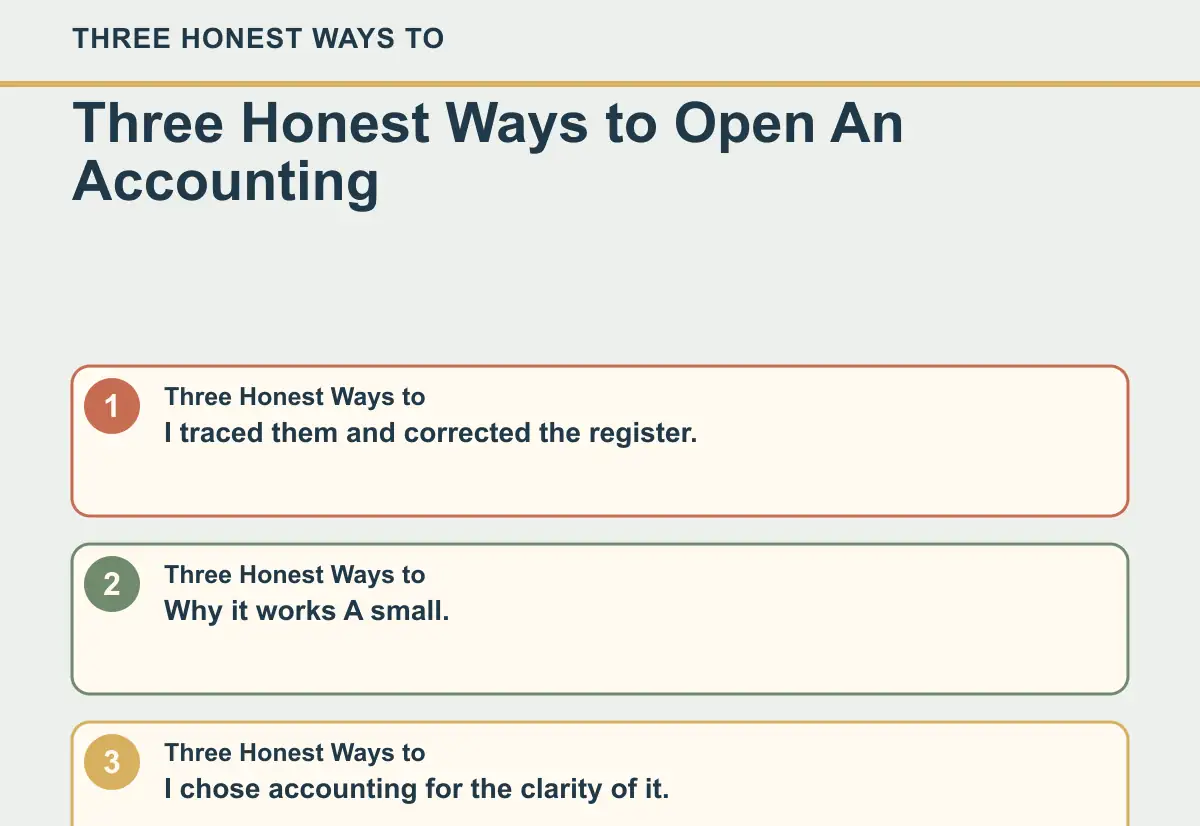 THREE HONEST WAYS TO
Three Honest Ways to Open An
Accounting
1
Three Honest Ways to
I traced them and corrected the register.
2
Three Honest Ways to
Why it works A small.
3
Three Honest Ways to
I chose accounting for the clarity of it.